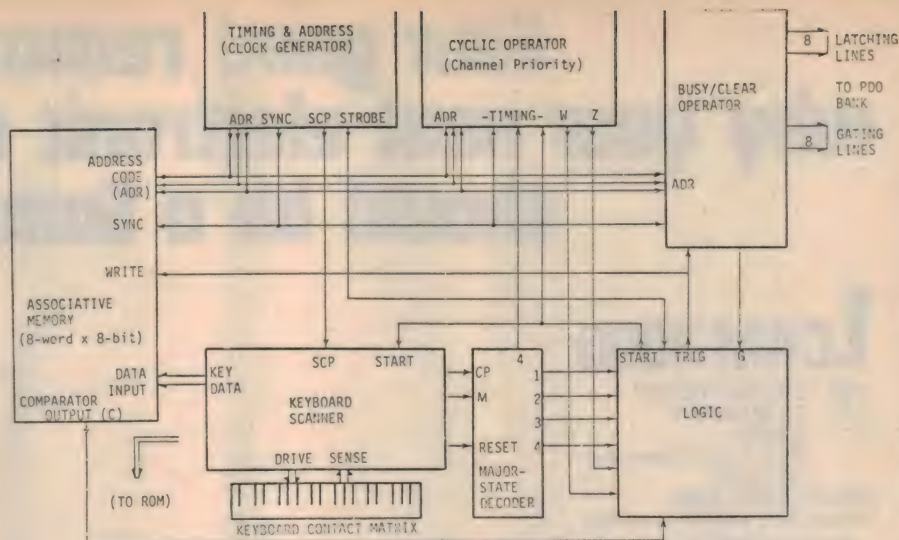 TIMING & ADDRESS
(CLOCK GENERATOR)
ADR SYNC SCP STROBE
CYCLIC OPERATOR
(Channel Priority)
ADR -TIMING- W Z
BUSY/CLEAR
OPERATOR
ADR
8 LATCHING
LINES
TO PDO
BANK
8 GATING
LINES
ADDRESS
CODE
(ADR)
SYNC
WRITE
ASSOCIATIVE
MEMORY
(8-word x 8-bit)
DATA
INPUT
COMPARATOR
OUTPUT (C)
SCP START
KEY
DATA
KEYBOARD
SCANNER
DRIVE SENSE
(TO ROM)
KEYBOARD CONTACT MATRIX
4
CP 1
M 2
3
RESET 4
MAJOR-
STATE
DECODER
START TRIG G
LOGIC